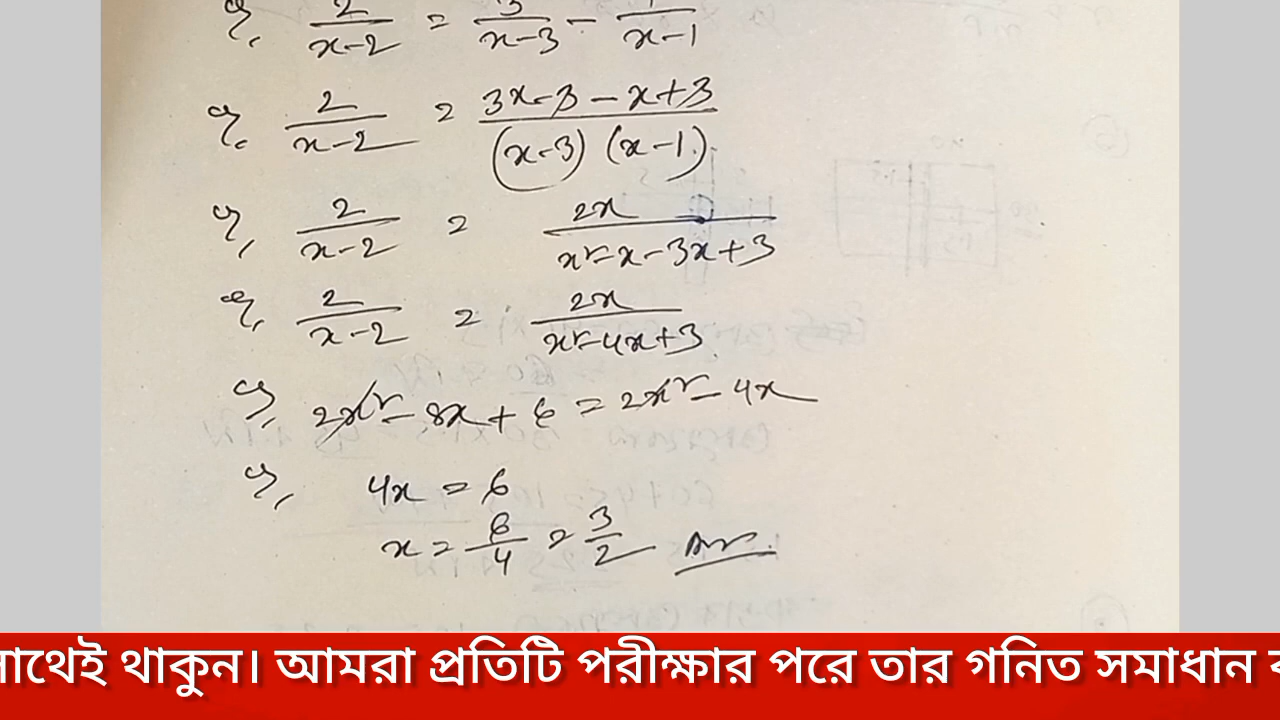 বা, 2/(x-2) = 3/(x-3) - 1/(x-1)
বা, 2/(x-2) = (3x-3-x+3)/((x-3)(x-1))
বা, 2/(x-2) = 2x/(x²-x-3x+3)
বা, 2/(x-2) = 2x/(x²-4x+3)
বা, 2x²-8x+6 = 2x²-4x
বা, 4x = 6
x = 6/4 = 3/2 Ans.
থাকুন। আমরা প্রতিটি পরীক্ষার পরে তার গনিত সমাধান